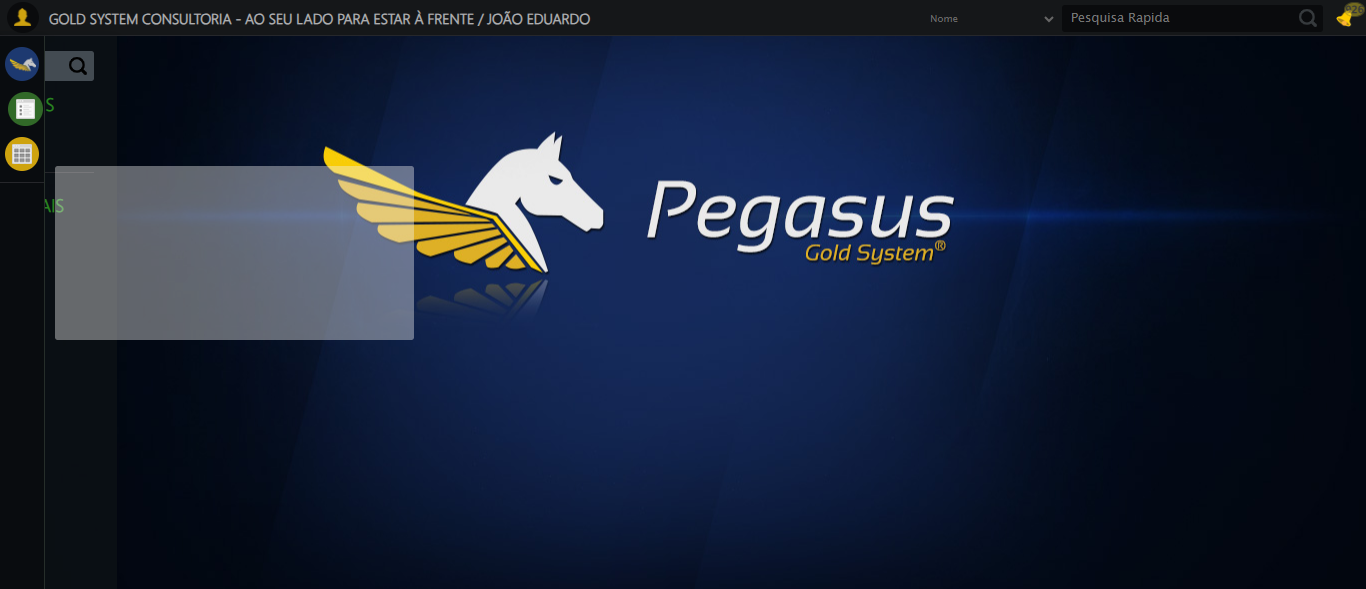 GOLD SYSTEM CONSULTORIA - AO SEU LADO PARA ESTAR À FRENTE / JOÃO EDUARDO
Nome
Pesquisa Rapida
S
AIS
Pegasus
Gold System®